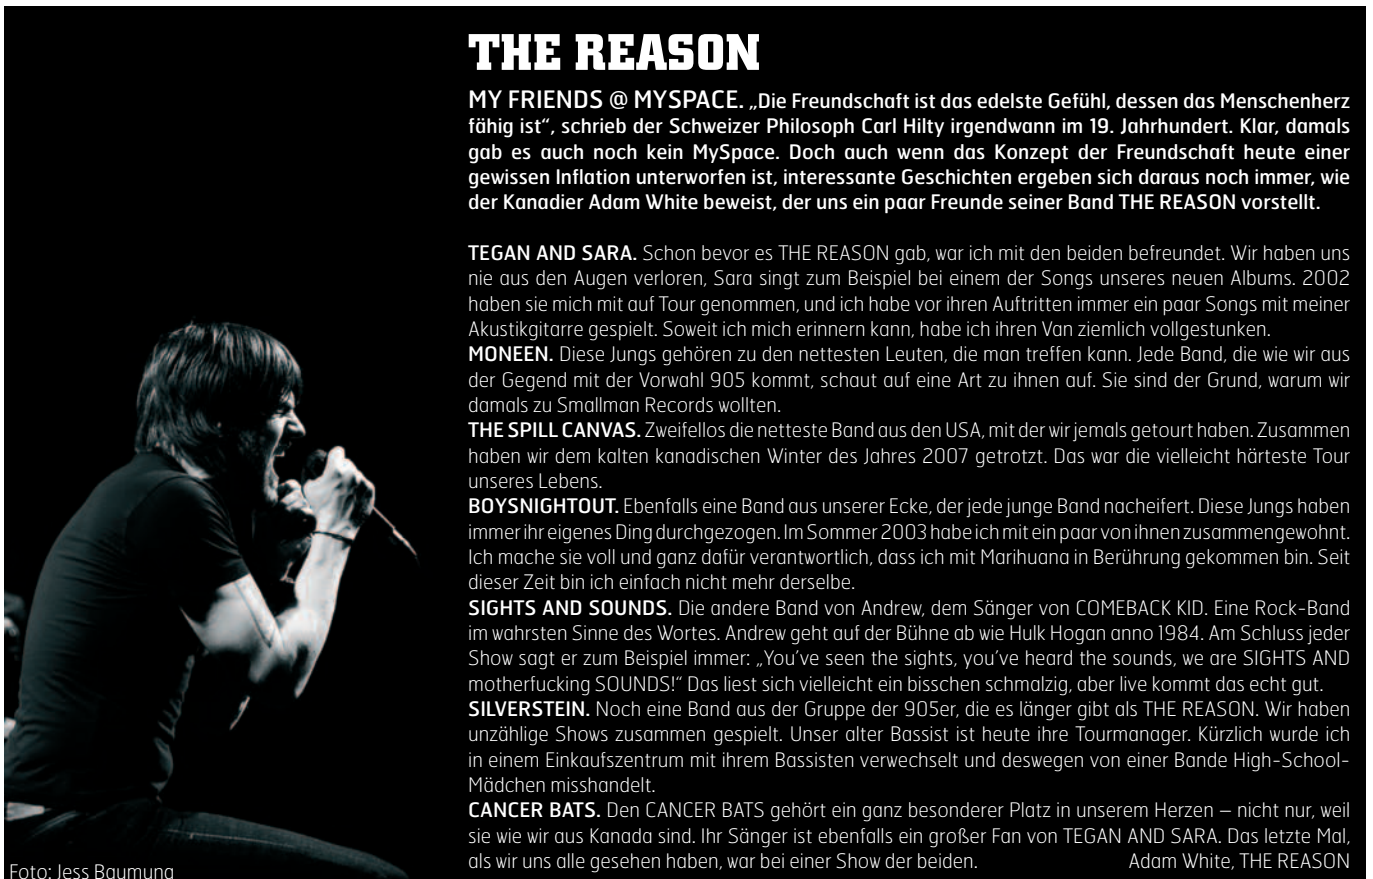 THE REASON
MY FRIENDS @ MYSPACE. „Die Freundschaft ist das edelste Gefühl, dessen das Menschenherz
fähig ist“, schrieb der Schweizer Philosoph Carl Hilty irgendwann im 19. Jahrhundert. Klar, damals
gab es auch noch kein MySpace. Doch auch wenn das Konzept der Freundschaft heute einer
gewissen Inflation unterworfen ist, interessante Geschichten ergeben sich daraus noch immer, wie
der Kanadier Adam White beweist, der uns ein paar Freunde seiner Band THE REASON vorstellt.
TEGAN AND SARA. Schon bevor es THE REASON gab, war ich mit den beiden befreundet. Wir haben uns
nie aus den Augen verloren, Sara singt zum Beispiel bei einem der Songs unseres neuen Albums. 2002
haben sie mich mit auf Tour genommen, und ich habe vor ihren Auftritten immer ein paar Songs mit meiner
Akustikgitarre gespielt. Soweit ich mich erinnern kann, habe ich ihren Van ziemlich vollgestunken.
MONEEN. Diese Jungs gehören zu den nettesten Leuten, die man treffen kann. Jede Band, die wie wir aus
der Gegend mit der Vorwahl 905 kommt, schaut auf eine Art zu ihnen auf. Sie sind der Grund, warum wir
damals zu Smallman Records wollten.
THE SPILL CANVAS. Zweifellos die netteste Band aus den USA, mit der wir jemals getourt haben. Zusammen
haben wir dem kalten kanadischen Winter des Jahres 2007 getrotzt. Das war die vielleicht härteste Tour
unseres Lebens.
BOYSNIGHTOUT. Ebenfalls eine Band aus unserer Ecke, der jede junge Band nacheifert. Diese Jungs haben
immer ihr eigenes Ding durchgezogen. Im Sommer 2003 habe ich mit ein paar von ihnen zusammengewohnt.
Ich mache sie voll und ganz dafür verantwortlich, dass ich mit Marihuana in Berührung gekommen bin. Seit
dieser Zeit bin ich einfach nicht mehr derselbe.
SIGHTS AND SOUNDS. Die andere Band von Andrew, dem Sänger von COMEBACK KID. Eine Rock-Band
im wahrsten Sinne des Wortes. Andrew geht auf der Bühne ab wie Hulk Hogan anno 1984. Am Schluss jeder
Show sagt er zum Beispiel immer: „You’ve seen the sights, you’ve heard the sounds, we are SIGHTS AND
motherfucking SOUNDS!“ Das liest sich vielleicht ein bisschen schmalzig, aber live kommt das echt gut.
SILVERSTEIN. Noch eine Band aus der Gruppe der 905er, die es länger gibt als THE REASON. Wir haben
unzählige Shows zusammen gespielt. Unser alter Bassist ist heute ihre Tourmanager. Kürzlich wurde ich
in einem Einkaufszentrum mit ihrem Bassisten verwechselt und deswegen von einer Bande High-School-
Mädchen misshandelt.
CANCER BATS. Den CANCER BATS gehört ein ganz besonderer Platz in unserem Herzen – nicht nur, weil
sie wie wir aus Kanada sind. Ihr Sänger ist ebenfalls ein großer Fan von TEGAN AND SARA. Das letzte Mal,
als wir uns alle gesehen haben, war bei einer Show der beiden. Adam White, THE REASON
Foto: Jess Baumung